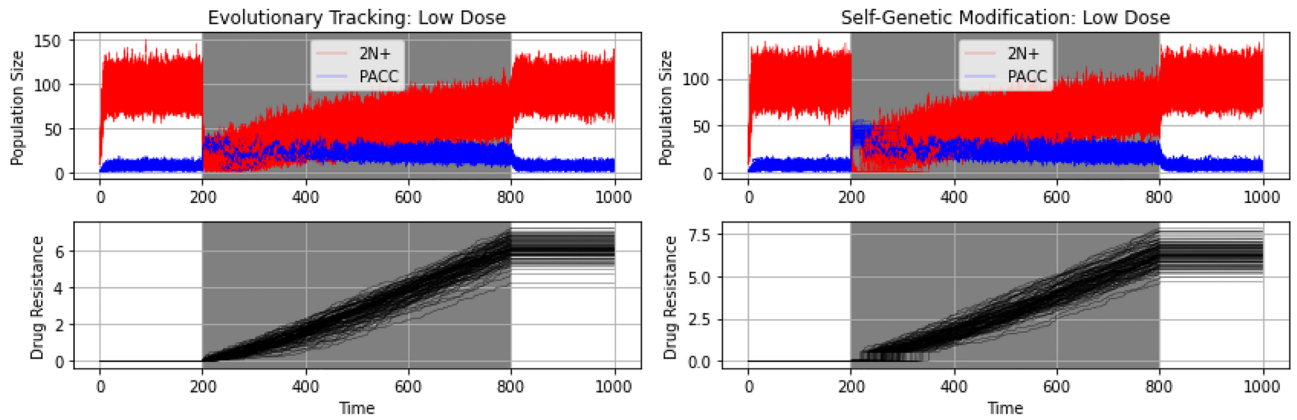 Evolutionary Tracking: Low Dose
Population Size
150
100
50
0
2N+
PACC
0 200 400 600 800 1000
Self-Genetic Modification: Low Dose
Population Size
100
50
0
2N+
PACC
0 200 400 600 800 1000
Drug Resistance
6
4
2
0
0 200 400 600 800 1000
Time
Drug Resistance
7.5
5.0
2.5
0.0
0 200 400 600 800 1000
Time